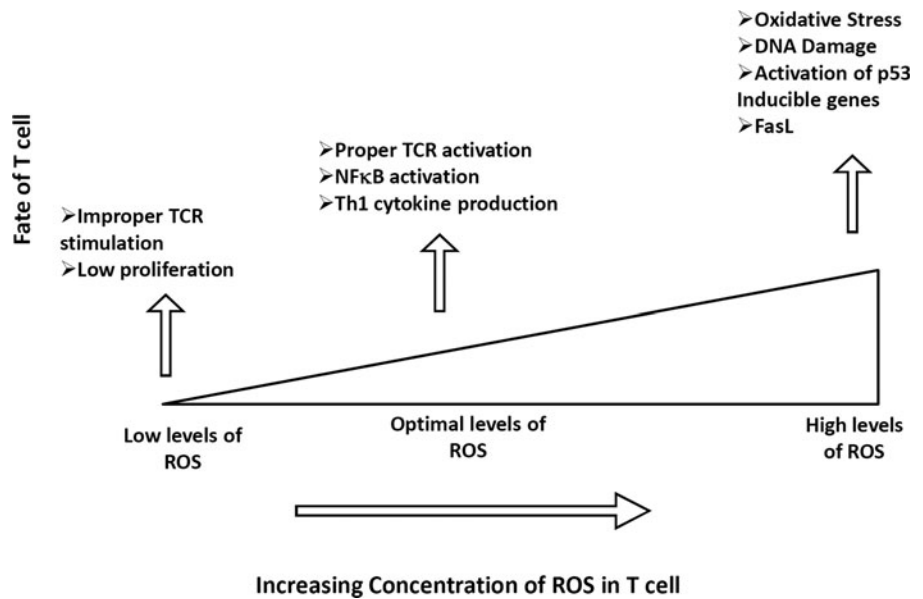 Fate of T cell
➢Improper TCR
stimulation
➢Low proliferation
➢Proper TCR activation
➢NFκB activation
➢Th1 cytokine production
➢Oxidative Stress
➢DNA Damage
➢Activation of p53
Inducible genes
➢FasL
Low levels of
ROS
Optimal levels of
ROS
High levels
of ROS
Increasing Concentration of ROS in T cell